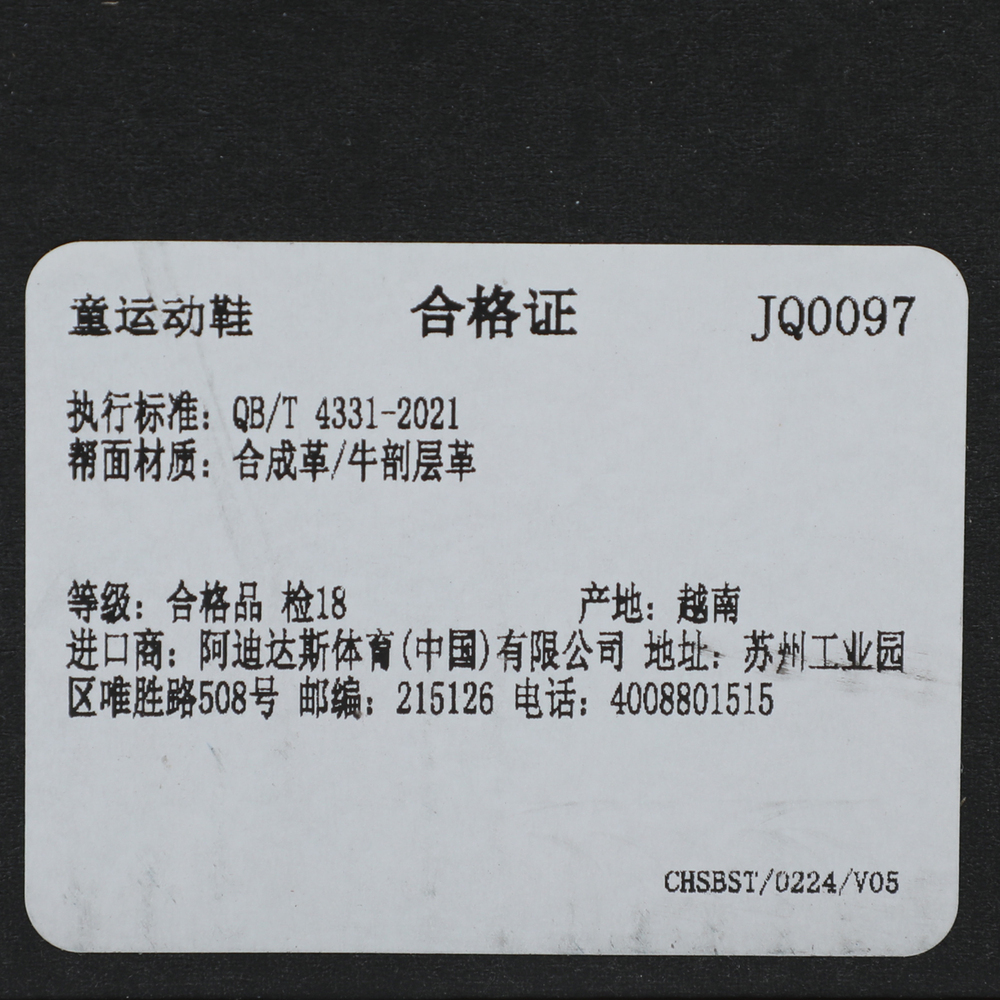 童运动鞋 合格证 JQ0097
执行标准：QB/T 4331-2021
帮面材质：合成革/牛剖层革
等级：合格品 检18 产地：越南
进口商：阿迪达斯体育(中国)有限公司 地址：苏州工业园
区唯胜路508号 邮编：215126 电话：4008801515
CHSBST/0224/V05